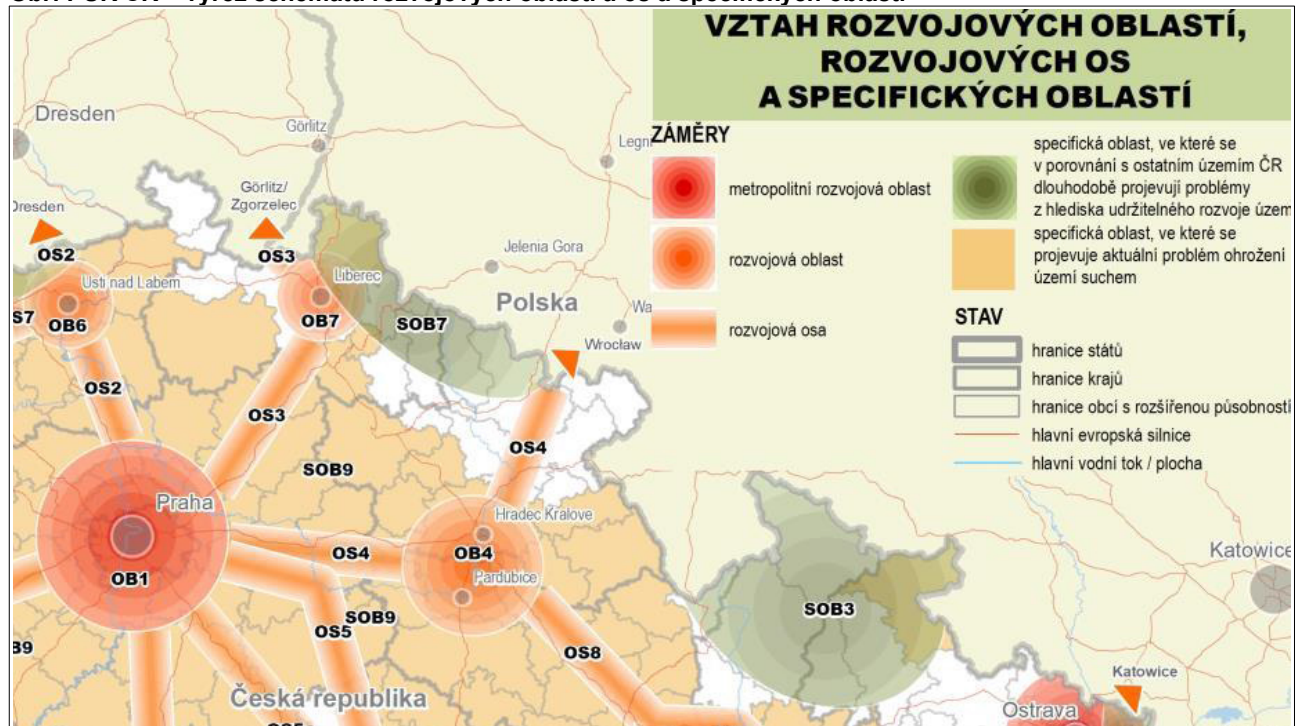 VZTAH ROZVOJOVÝCH OBLASTÍ,
ROZVOJOVÝCH OS
A SPECIFICKÝCH OBLASTÍ
ZÁMĚRY
metropolitní rozvojová oblast
rozvojová oblast
rozvojová osa
specifická oblast, ve které se
v porovnání s ostatním územím ČR
dlouhodobě projevují problémy
z hlediska udržitelného rozvoje územ
specifická oblast, ve které se
projevuje aktuální problém ohrožení
území suchem
STAV
hranice států
hranice krajů
hranice obcí s rozšířenou působností
hlavní evropská silnice
hlavní vodní tok / plocha
Dresden
Görlitz
Legni
Görlitz/
Zgorzelec
Dresden
OS2
OS3
Jelenia Gora
Usti nad Labem
Liberec
Polska
Wa
S7
OB6
OB7
SOB7
Wrocław
OS2
OS3
OS4
SOB9
Praha
Hradec Kralove
OS4
OB4
Katowice
OB1
Pardubice
SOB3
SOB9
OS5
B9
OS8
Katowice
Česká republika
Ostrava
OS5